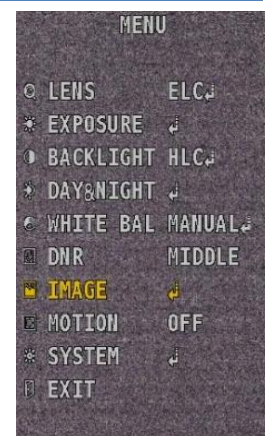 MENU
LENS ELC↲
EXPOSURE ↲
BACKLIGHT HLC↲
DAY&NIGHT ↲
WHITE BAL MANUAL↲
DNR MIDDLE
IMAGE ↲
MOTION OFF
SYSTEM ↲
EXIT